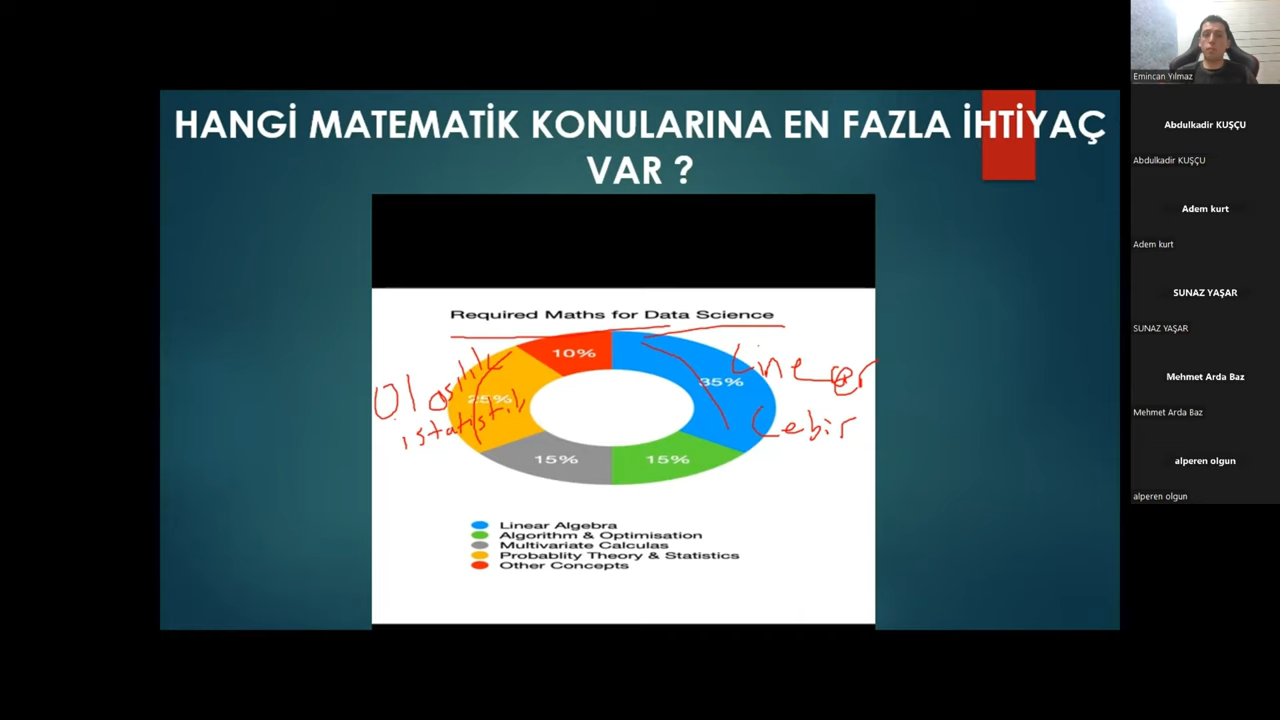 HANGİ MATEMATİK KONULARINA EN FAZLA İHTİYAÇ
VAR ?
Required Maths for Data Science
10%
35%
25%
15%
15%
Lineer
Cebir
Olasılık
istatistik
Linear Algebra
Algorithm & Optimisation
Multivariate Calculas
Probablity Theory & Statistics
Other Concepts
Emincan Yılmaz
Abdulkadir KUŞÇU
Abdulkadir KUŞÇU
Adem kurt
Adem kurt
SUNAZ YAŞAR
SUNAZ YAŞAR
Mehmet Arda Baz
Mehmet Arda Baz
alperen olgun
alperen olgun